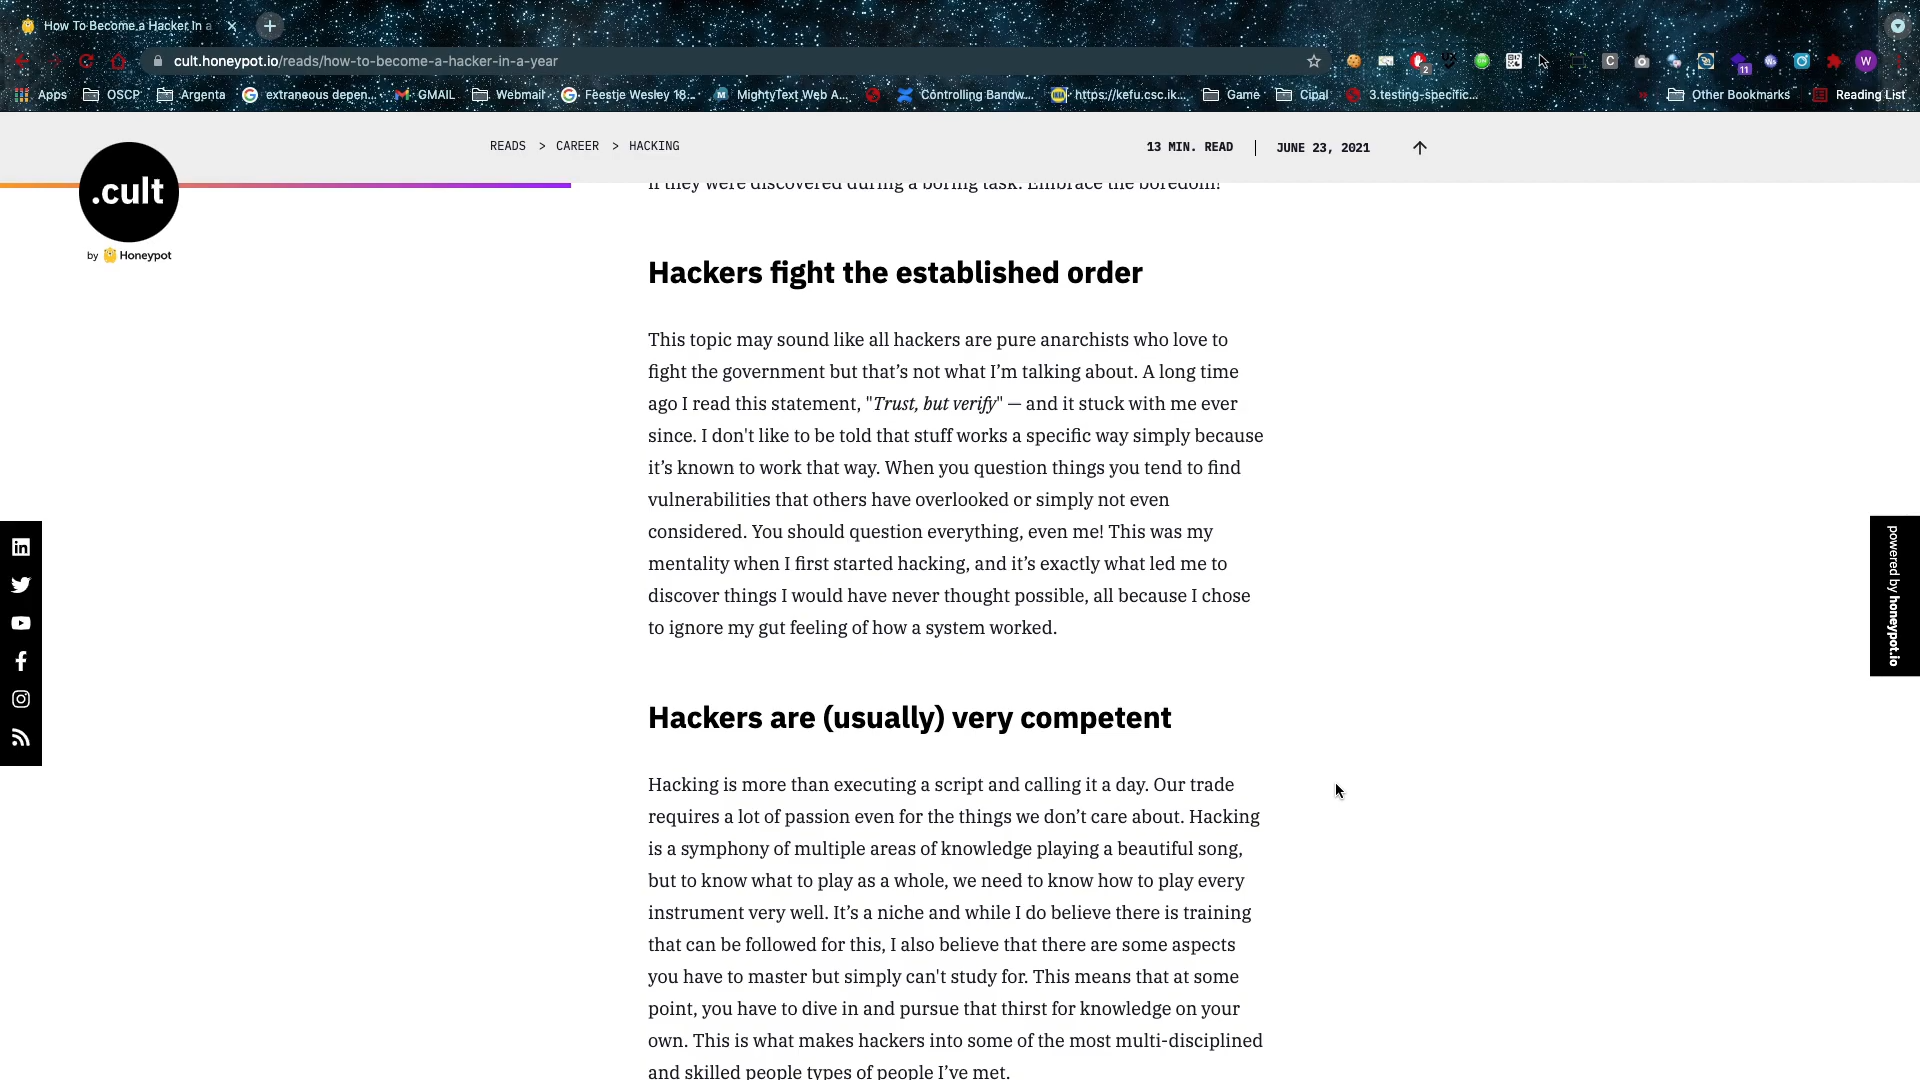 How To Become a Hacker in a
cult.honeypot.io/reads/how-to-become-a-hacker-in-a-year
2
11
W
Apps OSCP Argenta extraneous depen... GMAIL Webmail Feestje Wesley 18... MightyText Web A... Controlling Bandw... https://kefu.csc.ik... Game Cipal 3.testing-specific... » Other Bookmarks Reading List
READS > CAREER > HACKING
13 MIN. READ | JUNE 23, 2021
.cult
by Honeypot
if they were discovered during a boring task. Embrace the boredom!
Hackers fight the established order
This topic may sound like all hackers are pure anarchists who love to
fight the government but that’s not what I’m talking about. A long time
ago I read this statement, "Trust, but verify" — and it stuck with me ever
since. I don't like to be told that stuff works a specific way simply because
it’s known to work that way. When you question things you tend to find
vulnerabilities that others have overlooked or simply not even
considered. You should question everything, even me! This was my
mentality when I first started hacking, and it’s exactly what led me to
discover things I would have never thought possible, all because I chose
to ignore my gut feeling of how a system worked.
powered by honeypot.io
Hackers are (usually) very competent
Hacking is more than executing a script and calling it a day. Our trade
requires a lot of passion even for the things we don’t care about. Hacking
is a symphony of multiple areas of knowledge playing a beautiful song,
but to know what to play as a whole, we need to know how to play every
instrument very well. It’s a niche and while I do believe there is training
that can be followed for this, I also believe that there are some aspects
you have to master but simply can't study for. This means that at some
point, you have to dive in and pursue that thirst for knowledge on your
own. This is what makes hackers into some of the most multi-disciplined
and skilled people types of people I’ve met.